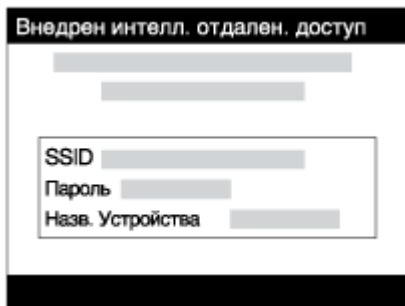 Внедрен интелл. отдален. доступ
SSID
Пароль
Назв. Устройства